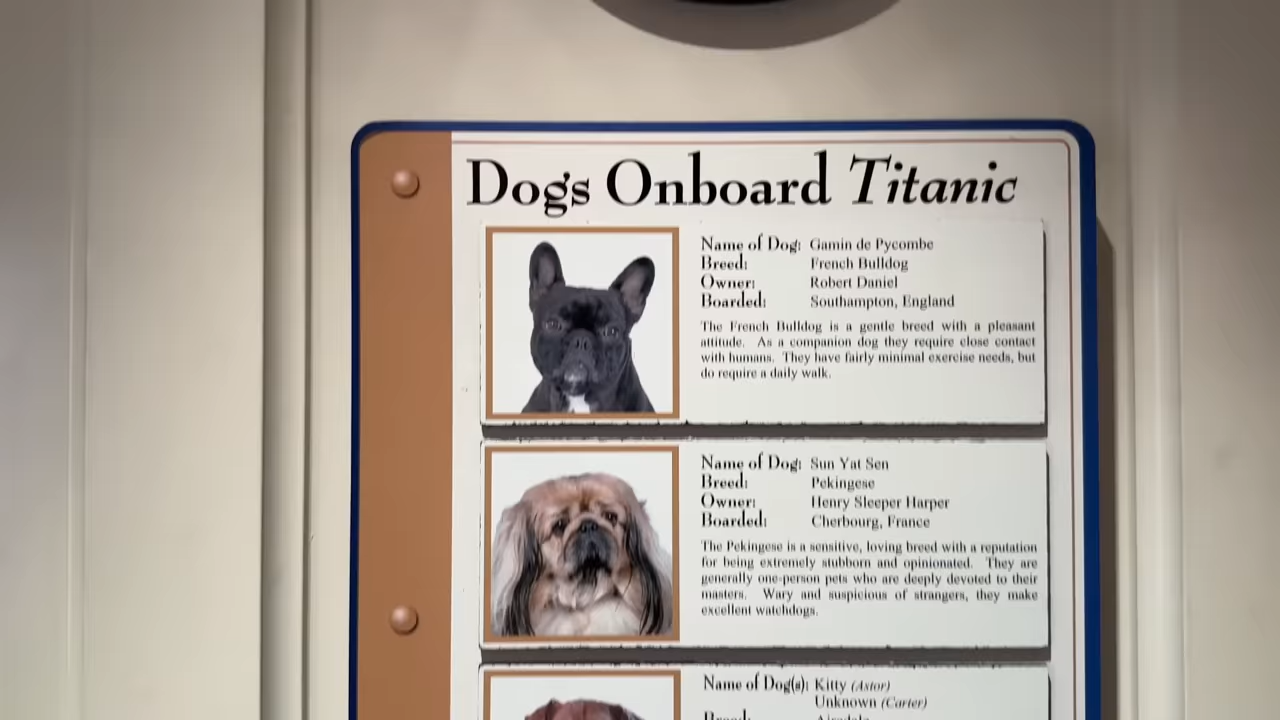 Dogs Onboard Titanic
Name of Dog: Gamin de Pycombe
Breed: French Bulldog
Owner: Robert Daniel
Boarded: Southampton, England
The French Bulldog is a gentle breed with a pleasant
attitude. As a companion dog they require close contact
with humans. They have fairly minimal exercise needs, but
do require a daily walk.
Name of Dog: Sun Yat Sen
Breed: Pekingese
Owner: Henry Sleeper Harper
Boarded: Cherbourg, France
The Pekingese is a sensitive, loving breed with a reputation
for being extremely stubborn and opinionated. They are
generally one-person pets who are deeply devoted to their
masters. Wary and suspicious of strangers, they make
excellent watchdogs.
Name of Dog(s): Kitty (Astor)
Unknown (Carter)
Breed: Airedale